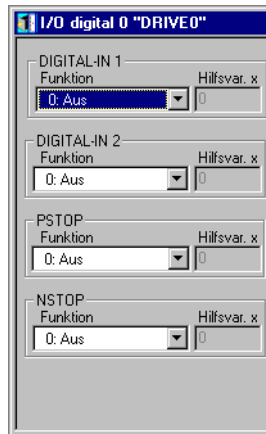 I/O digital 0 "DRIVE0"
DIGITAL-IN 1
Funktion Hilfsvar. x
0: Aus 0
DIGITAL-IN 2
Funktion Hilfsvar. x
0: Aus 0
PSTOP
Funktion Hilfsvar. x
0: Aus 0
NSTOP
Funktion Hilfsvar. x
0: Aus 0